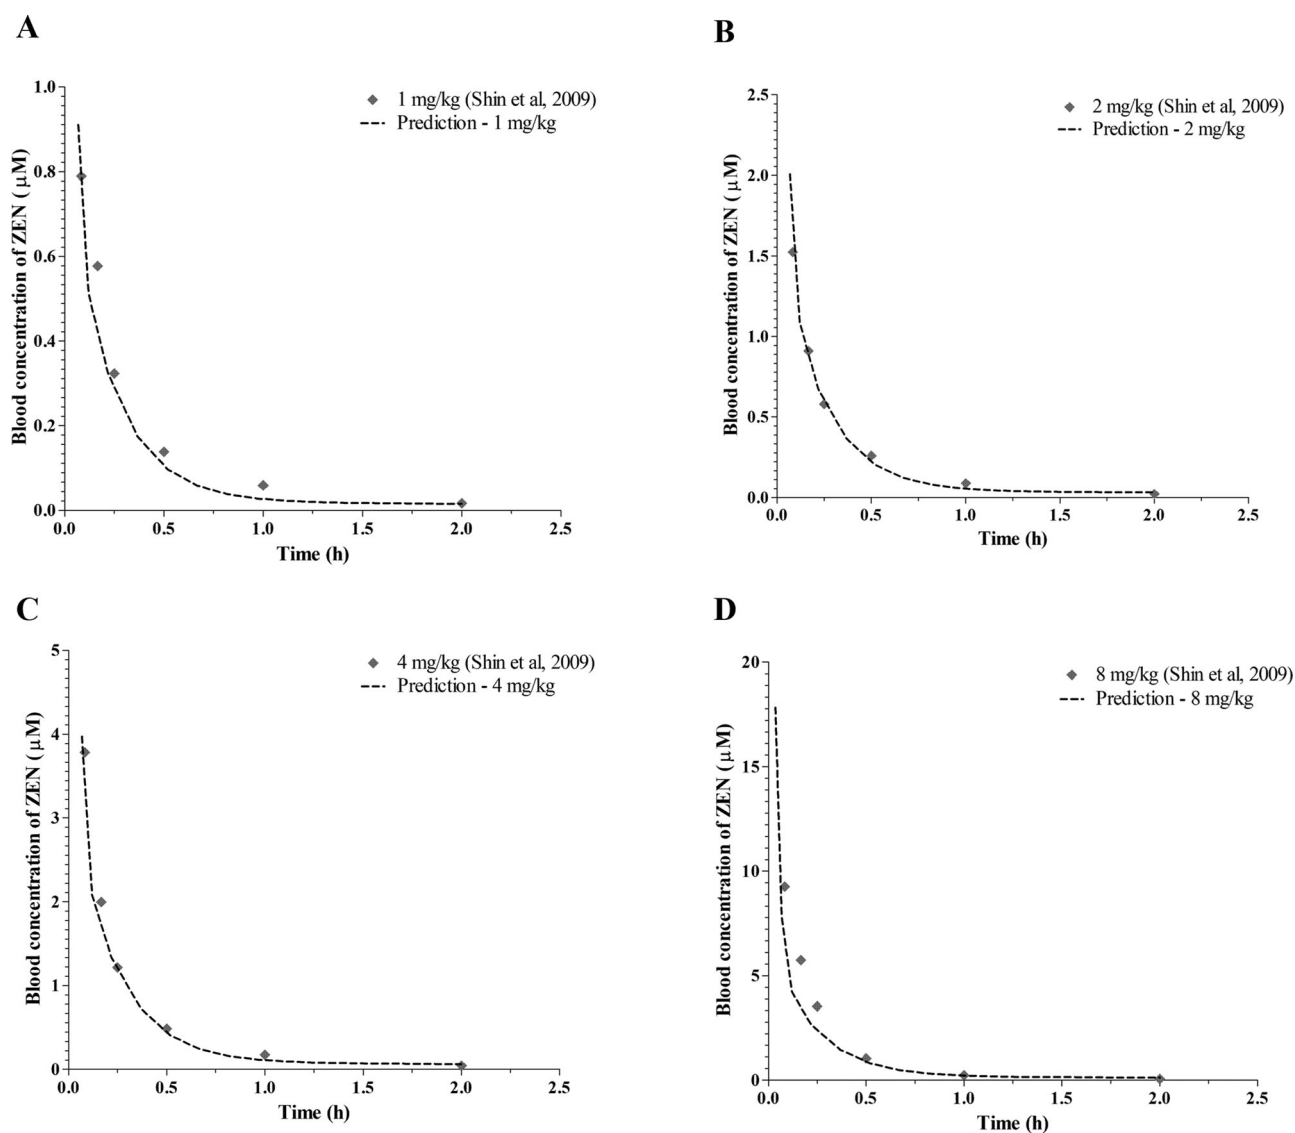 A
1 mg/kg (Shin et al, 2009)
Prediction - 1 mg/kg
Blood concentration of ZEN ( μM)
1.0
0.8
0.6
0.4
0.2
0.0
0.0 0.5 1.0 1.5 2.0 2.5
Time (h)
B
2 mg/kg (Shin et al, 2009)
Prediction - 2 mg/kg
Blood concentration of ZEN ( μM)
2.5
2.0
1.5
1.0
0.5
0.0
0.0 0.5 1.0 1.5 2.0 2.5
Time (h)
C
4 mg/kg (Shin et al, 2009)
Prediction - 4 mg/kg
Blood concentration of ZEN ( μM)
5
4
3
2
1
0
0.0 0.5 1.0 1.5 2.0 2.5
Time (h)
D
8 mg/kg (Shin et al, 2009)
Prediction - 8 mg/kg
Blood concentration of ZEN ( μM)
20
15
10
5
0
0.0 0.5 1.0 1.5 2.0 2.5
Time (h)